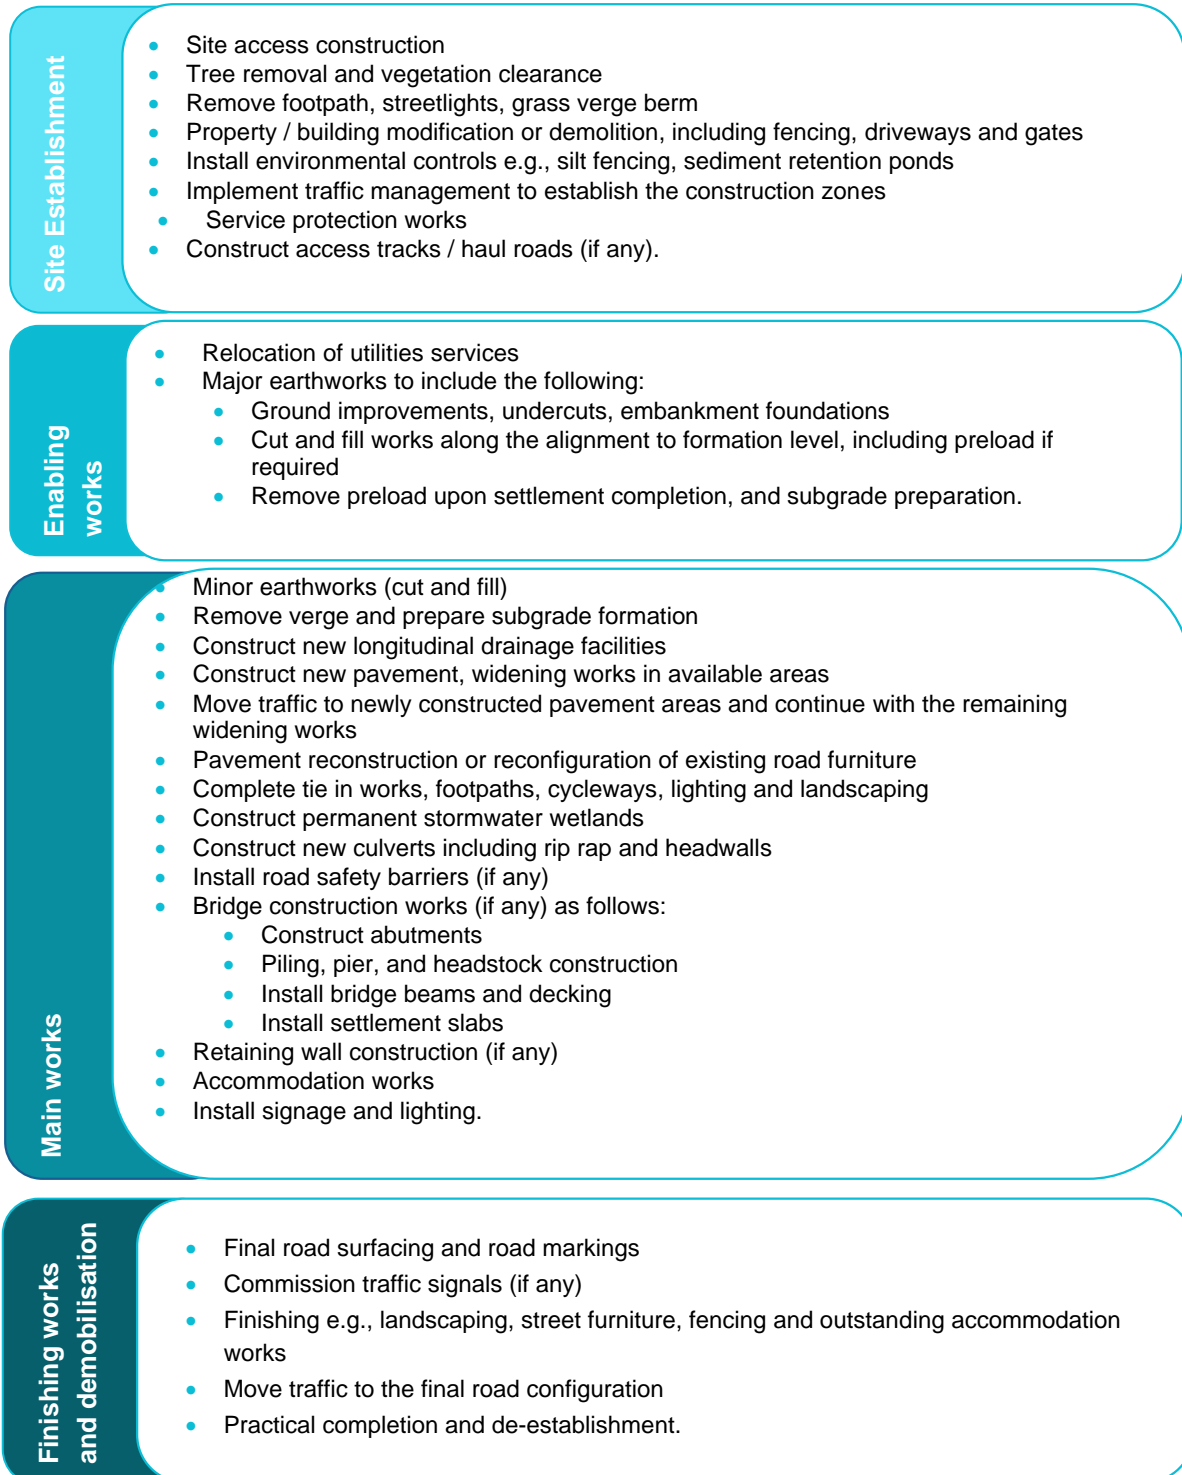 Site Establishment
• Site access construction
• Tree removal and vegetation clearance
• Remove footpath, streetlights, grass verge berm
• Property / building modification or demolition, including fencing, driveways and gates
• Install environmental controls e.g., silt fencing, sediment retention ponds
• Implement traffic management to establish the construction zones
• Service protection works
• Construct access tracks / haul roads (if any).
Enabling
works
• Relocation of utilities services
• Major earthworks to include the following:
• Ground improvements, undercuts, embankment foundations
• Cut and fill works along the alignment to formation level, including preload if
required
• Remove preload upon settlement completion, and subgrade preparation.
Main works
• Minor earthworks (cut and fill)
• Remove verge and prepare subgrade formation
• Construct new longitudinal drainage facilities
• Construct new pavement, widening works in available areas
• Move traffic to newly constructed pavement areas and continue with the remaining
widening works
• Pavement reconstruction or reconfiguration of existing road furniture
• Complete tie in works, footpaths, cycleways, lighting and landscaping
• Construct permanent stormwater wetlands
• Construct new culverts including rip rap and headwalls
• Install road safety barriers (if any)
• Bridge construction works (if any) as follows:
• Construct abutments
• Piling, pier, and headstock construction
• Install bridge beams and decking
• Install settlement slabs
• Retaining wall construction (if any)
• Accommodation works
• Install signage and lighting.
Finishing works
and demobilisation
• Final road surfacing and road markings
• Commission traffic signals (if any)
• Finishing e.g., landscaping, street furniture, fencing and outstanding accommodation
works
• Move traffic to the final road configuration
• Practical completion and de-establishment.